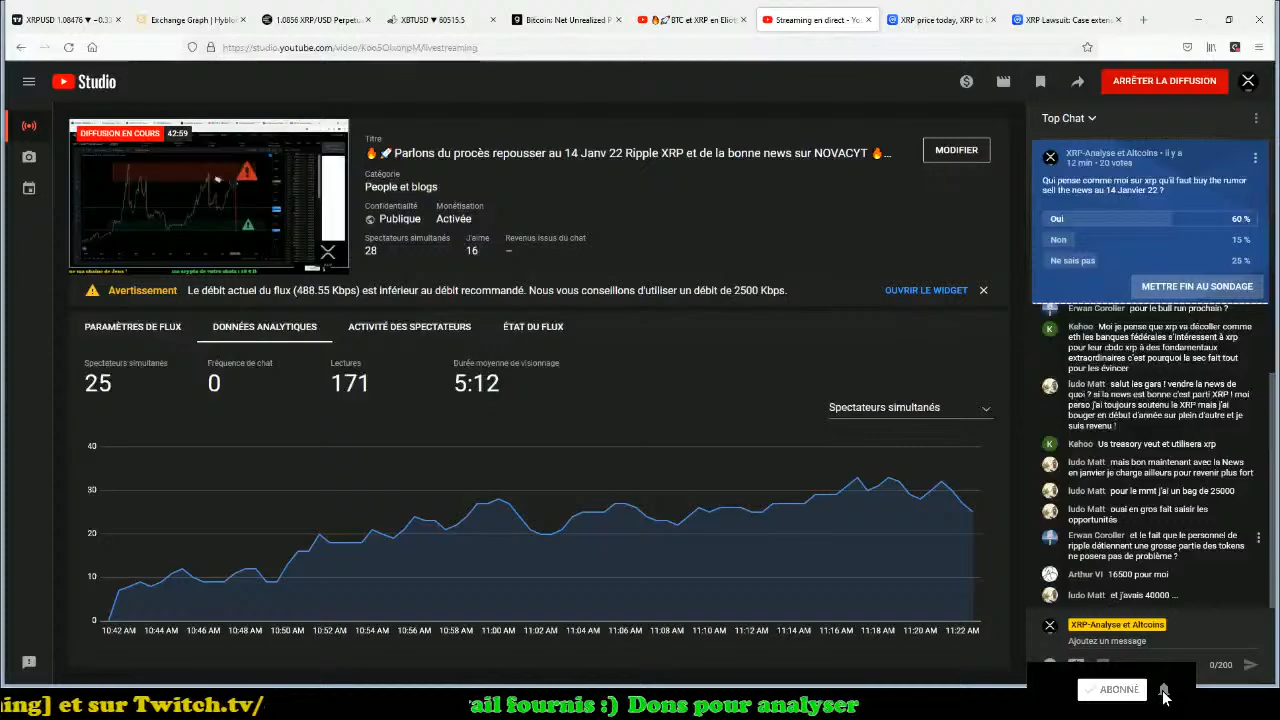 XRPUSD 1.08476 ▼ −0.33
Exchange Graph | Hyblo
1.0856 XRP/USD Perpetu
XBTUSD ▼ 60515.5
Bitcoin: Net Unrealized P
BTC et XRP en Eliot
Streaming en direct - Yo
XRP price today, XRP to
XRP Lawsuit: Case exten
Studio
ARRÊTER LA DIFFUSION
DIFFUSION EN COURS 42:59
Titre
Parlons du procès repousser au 14 Janv 22 Ripple XRP et de la bonne news sur NOVACYT 🔥...
MODIFIER
Catégorie
People et blogs
Confidentialité Monétisation
Publique Activée
Spectateurs simultanés J'aime Revenus issus du chat
28 16 –
Avertissement Le débit actuel du flux (488.55 Kbps) est inférieur au débit recommandé. Nous vous conseillons d'utiliser un débit de 2500 Kbps.
OUVRIR LE WIDGET
PARAMÈTRES DE FLUX DONNÉES ANALYTIQUES ACTIVITÉ DES SPECTATEURS ÉTAT DU FLUX
Spectateurs simultanés Fréquence de chat Lectures Durée moyenne de visionnage
25 0 171 5:12
Spectateurs simultanés
40
30
20
10
0
10:42 AM 10:44 AM 10:46 AM 10:48 AM 10:50 AM 10:52 AM 10:54 AM 10:56 AM 10:58 AM 11:00 AM 11:02 AM 11:04 AM 11:06 AM 11:08 AM 11:10 AM 11:12 AM 11:14 AM 11:16 AM 11:18 AM 11:20 AM 11:22 AM
Top Chat
XRP-Analyse et Altcoins • il y a
12 min • 20 votes
Qui pense comme moi sur xrp qu'il faut buy the rumor
sell the news au 14 Janvier 22 ?
Oui 60 %
Non 15 %
Ne sais pas 25 %
METTRE FIN AU SONDAGE
Erwan Coroller pour le bull run prochain ?
Kehoo Moi je pense que xrp va décoller comme
eth les banques fédérales s'intéressent à xrp
pour leur cbdc xrp à des fondamentaux
extraordinaires c'est pourquoi la sec fait tout
pour les évincer
ludo Matt salut les gars ! vendre la news de
quoi ? si la news est bonne c'est parti XRP ! moi
perso j'ai toujours soutenu le XRP mais j'ai
bouger en début d'année sur plein d'autre et je
suis revenu !
Kehoo Us treasory veut et utilisera xrp
ludo Matt mais bon maintenant avec la News
en janvier je charge ailleurs pour revenir plus fort
ludo Matt pour le mmt j'ai un bag de 25000
ludo Matt ouai en gros fait saisir les
opportunités
Erwan Coroller et le fait que le personnel de
ripple détiennent une grosse partie des tokens
ne posera pas de problème ?
Arthur VI 16500 pour moi
ludo Matt et j'avais 40000 ...
XRP-Analyse et Altcoins
Ajoutez un message
0/200
ABONNÉ
ing] et sur Twitch.tv/
ail fournis :) Dons pour analyser